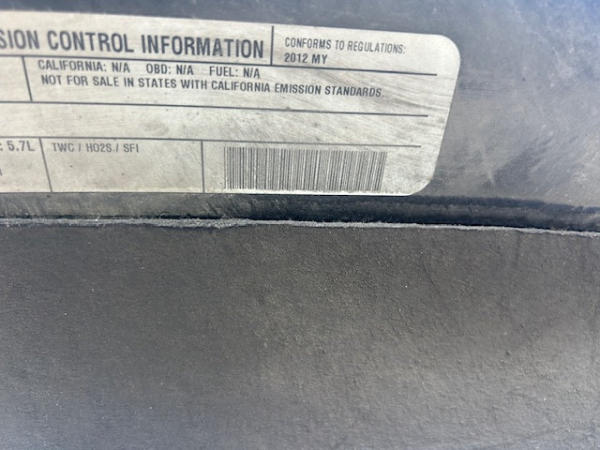 SION CONTROL INFORMATION
CONFORMS TO REGULATIONS:
2012 MY
CALIFORNIA: N/A OBD: N/A FUEL: N/A
NOT FOR SALE IN STATES WITH CALIFORNIA EMISSION STANDARDS.
: 5.7L
TWC / HO2S / SFI